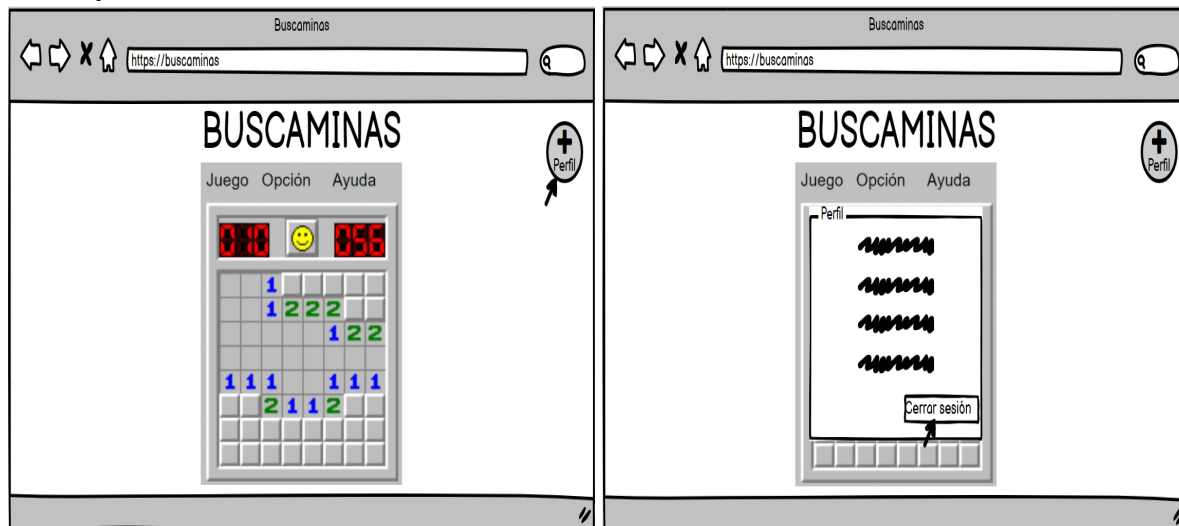 Buscaminas
https://buscaminas
BUSCAMINAS
+
Perfil
Juego Opción Ayuda
010 056
1
1 2 2 2
1 2 2
1 1 1 1 1 1
2 1 1 2
Buscaminas
https://buscaminas
BUSCAMINAS
+
Perfil
Juego Opción Ayuda
Perfil
Cerrar sesión